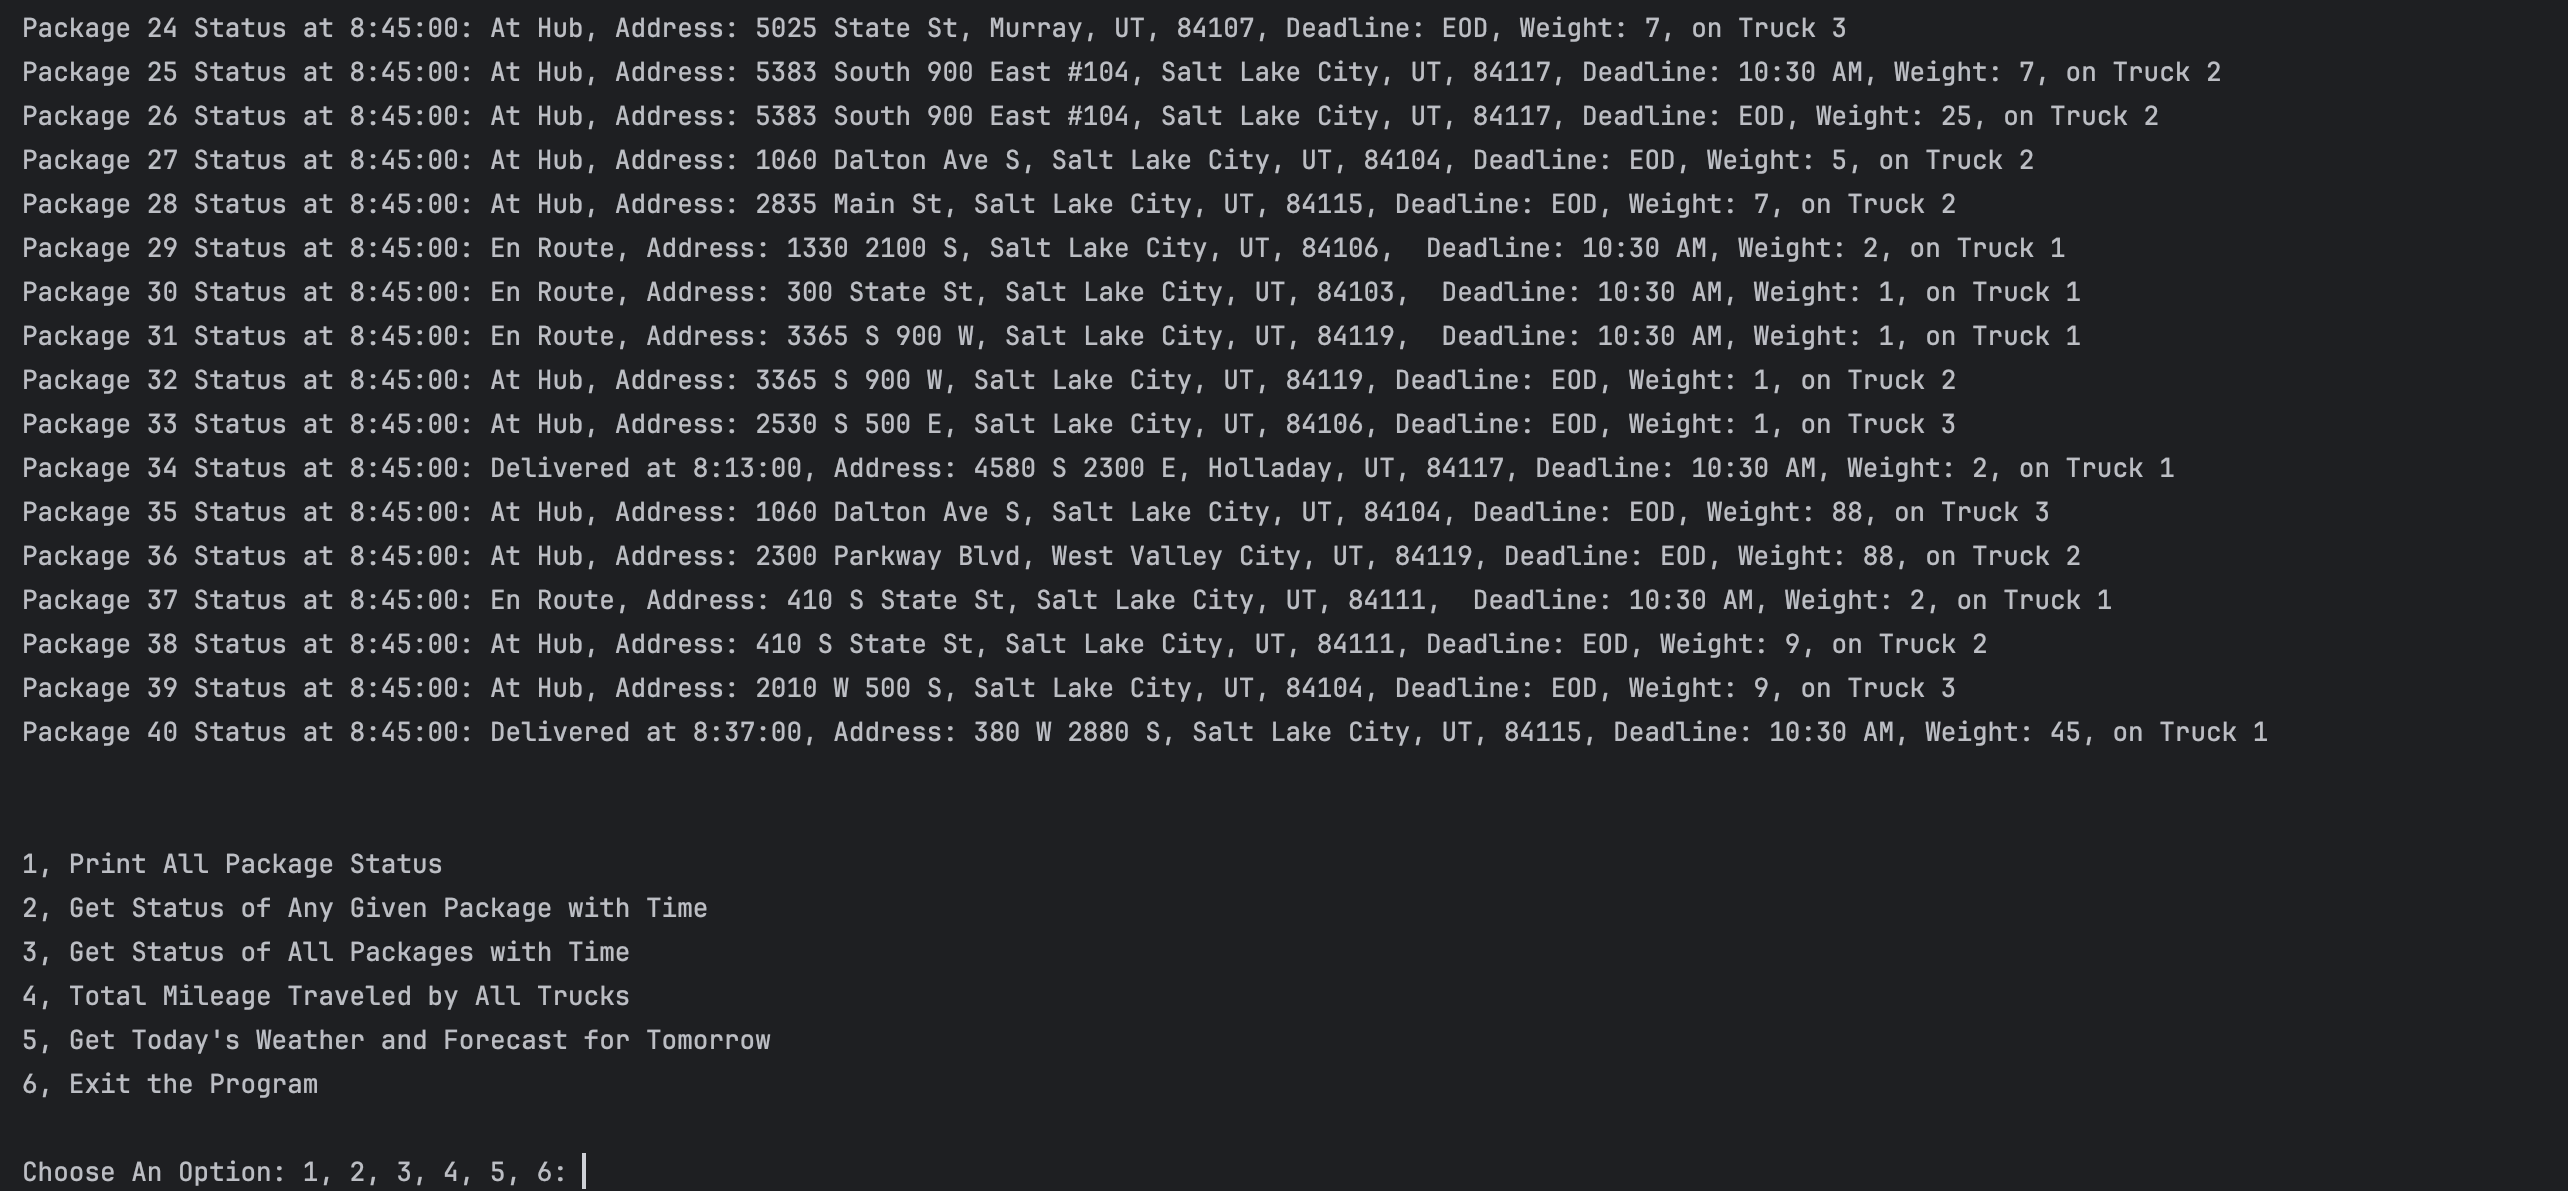 Package 24 Status at 8:45:00: At Hub, Address: 5025 State St, Murray, UT, 84107, Deadline: EOD, Weight: 7, on Truck 3
Package 25 Status at 8:45:00: At Hub, Address: 5383 South 900 East #104, Salt Lake City, UT, 84117, Deadline: 10:30 AM, Weight: 7, on Truck 2
Package 26 Status at 8:45:00: At Hub, Address: 5383 South 900 East #104, Salt Lake City, UT, 84117, Deadline: EOD, Weight: 25, on Truck 2
Package 27 Status at 8:45:00: At Hub, Address: 1060 Dalton Ave S, Salt Lake City, UT, 84104, Deadline: EOD, Weight: 5, on Truck 2
Package 28 Status at 8:45:00: At Hub, Address: 2835 Main St, Salt Lake City, UT, 84115, Deadline: EOD, Weight: 7, on Truck 2
Package 29 Status at 8:45:00: En Route, Address: 1330 2100 S, Salt Lake City, UT, 84106,  Deadline: 10:30 AM, Weight: 2, on Truck 1
Package 30 Status at 8:45:00: En Route, Address: 300 State St, Salt Lake City, UT, 84103,  Deadline: 10:30 AM, Weight: 1, on Truck 1
Package 31 Status at 8:45:00: En Route, Address: 3365 S 900 W, Salt Lake City, UT, 84119,  Deadline: 10:30 AM, Weight: 1, on Truck 1
Package 32 Status at 8:45:00: At Hub, Address: 3365 S 900 W, Salt Lake City, UT, 84119, Deadline: EOD, Weight: 1, on Truck 2
Package 33 Status at 8:45:00: At Hub, Address: 2530 S 500 E, Salt Lake City, UT, 84106, Deadline: EOD, Weight: 1, on Truck 3
Package 34 Status at 8:45:00: Delivered at 8:13:00, Address: 4580 S 2300 E, Holladay, UT, 84117, Deadline: 10:30 AM, Weight: 2, on Truck 1
Package 35 Status at 8:45:00: At Hub, Address: 1060 Dalton Ave S, Salt Lake City, UT, 84104, Deadline: EOD, Weight: 88, on Truck 3
Package 36 Status at 8:45:00: At Hub, Address: 2300 Parkway Blvd, West Valley City, UT, 84119, Deadline: EOD, Weight: 88, on Truck 2
Package 37 Status at 8:45:00: En Route, Address: 410 S State St, Salt Lake City, UT, 84111,  Deadline: 10:30 AM, Weight: 2, on Truck 1
Package 38 Status at 8:45:00: At Hub, Address: 410 S State St, Salt Lake City, UT, 84111, Deadline: EOD, Weight: 9, on Truck 2
Package 39 Status at 8:45:00: At Hub, Address: 2010 W 500 S, Salt Lake City, UT, 84104, Deadline: EOD, Weight: 9, on Truck 3
Package 40 Status at 8:45:00: Delivered at 8:37:00, Address: 380 W 2880 S, Salt Lake City, UT, 84115, Deadline: 10:30 AM, Weight: 45, on Truck 1
1, Print All Package Status
2, Get Status of Any Given Package with Time
3, Get Status of All Packages with Time
4, Total Mileage Traveled by All Trucks
5, Get Today's Weather and Forecast for Tomorrow
6, Exit the Program
Choose An Option: 1, 2, 3, 4, 5, 6: